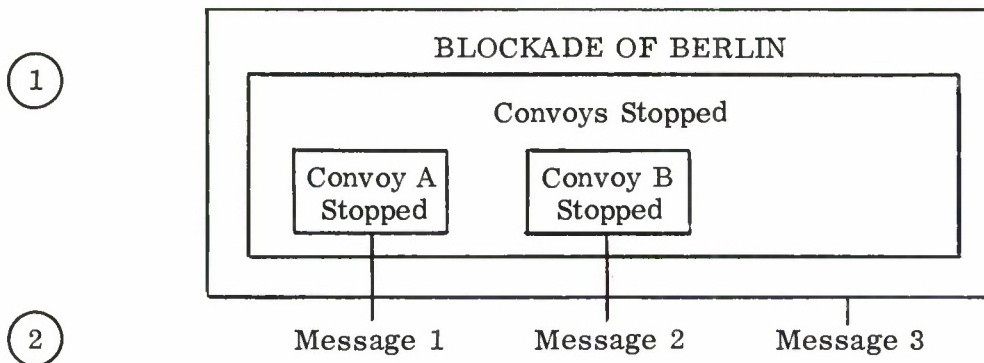 1
BLOCKADE OF BERLIN
Convoys Stopped
Convoy A
Stopped
Convoy B
Stopped
2
Message 1
Message 2
Message 3